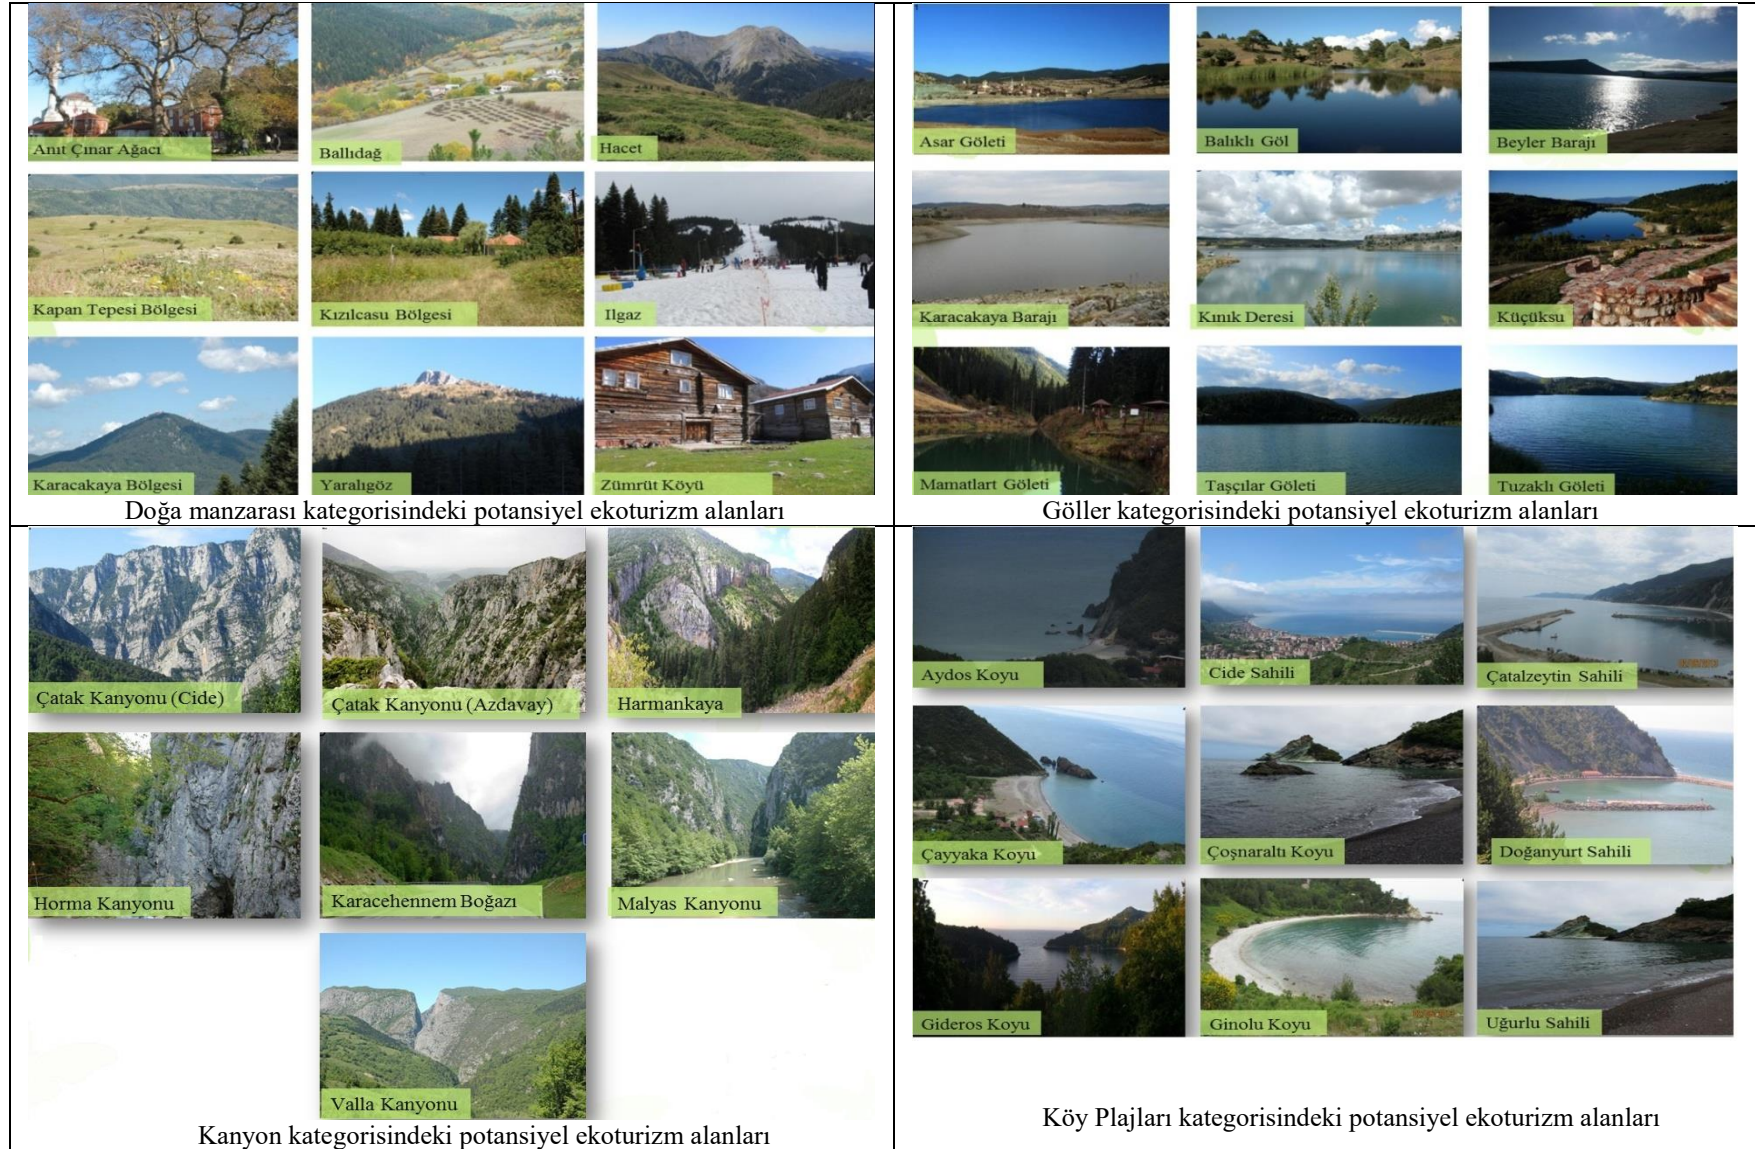 Anıt Çınar Ağacı
Ballıdağ
Hacet
Kapan Tepesi Bölgesi
Kızılcasu Bölgesi
Ilgaz
Karacakaya Bölgesi
Yaralıgöz
Zümrüt Köyü
Doğa manzarası kategorisindeki potansiyel ekoturizm alanları
Asar Göleti
Balıklı Göl
Beyler Barajı
Karacakaya Barajı
Kınık Deresi
Küçüksu
Mamatlart Göleti
Taşçılar Göleti
Tuzaklı Göleti
Göller kategorisindeki potansiyel ekoturizm alanları
Çatak Kanyonu (Cide)
Çatak Kanyonu (Azdavay)
Harmankaya
Horma Kanyonu
Karacehennem Boğazı
Malyas Kanyonu
Valla Kanyonu
Kanyon kategorisindeki potansiyel ekoturizm alanları
Aydos Koyu
Cide Sahili
Çatalzeytin Sahili
Çayyaka Koyu
Çoşnaraltı Koyu
Doğanyurt Sahili
Gideros Koyu
Ginolu Koyu
Uğurlu Sahili
Köy Plajları kategorisindeki potansiyel ekoturizm alanları